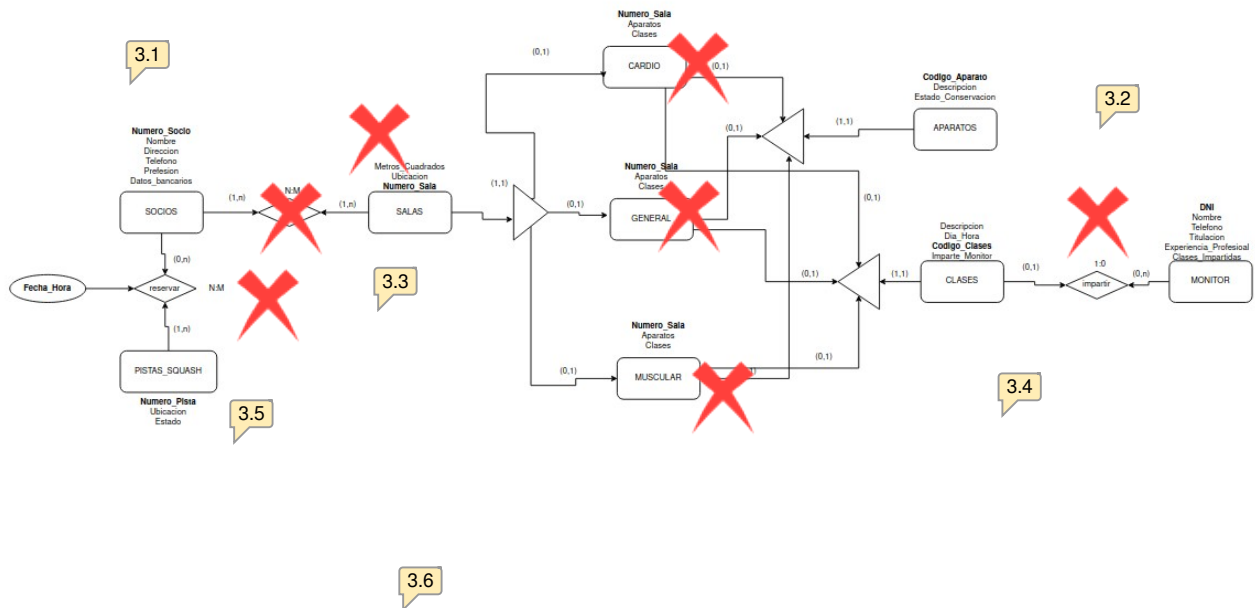 3.1
Numero_Sala
Aparatos
Clases
(0,1)
CARDIO
(0,1)
Codigo_Aparato
Descripcion
Estado_Conservacion
3.2
Numero_Socio
Nombre
Direccion
Telefono
Prefesion
Datos_bancarios
Metros_Cuadrados
Ubicacion
Numero_Sala
(0,1)
(1,1)
APARATOS
Numero_Sala
Aparatos
Clases
SOCIOS
(1,n)
N:M
(1,n)
SALAS
(1,1)
(0,1)
GENERAL
(0,1)
DNI
Nombre
Telefono
Titulacion
Experiencia_Profesioal
Clases_Impartidas
Descripcion
Dia_Hora
Codigo_Clases
Imparte_Monitor
(0,n)
Fecha_Hora
reservar
N:M
3.3
(0,1)
(1,1)
CLASES
(0,1)
1:0
impartir
(0,n)
MONITOR
(1,n)
Numero_Sala
Aparatos
Clases
(0,1)
PISTAS_SQUASH
(0,1)
MUSCULAR
3.4
Numero_Pista
Ubicacion
Estado
3.5
3.6